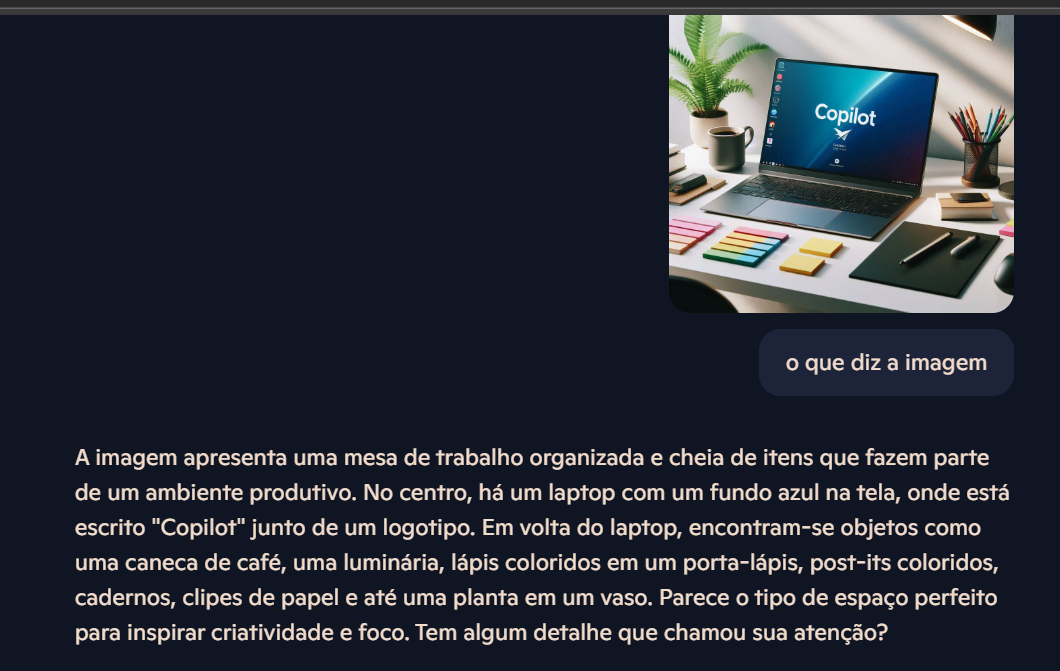 Copilot
o que diz a imagem
A imagem apresenta uma mesa de trabalho organizada e cheia de itens que fazem parte
de um ambiente produtivo. No centro, há um laptop com um fundo azul na tela, onde está
escrito "Copilot" junto de um logotipo. Em volta do laptop, encontram-se objetos como
uma caneca de café, uma luminária, lápis coloridos em um porta-lápis, post-its coloridos,
cadernos, clipes de papel e até uma planta em um vaso. Parece o tipo de espaço perfeito
para inspirar criatividade e foco. Tem algum detalhe que chamou sua atenção?